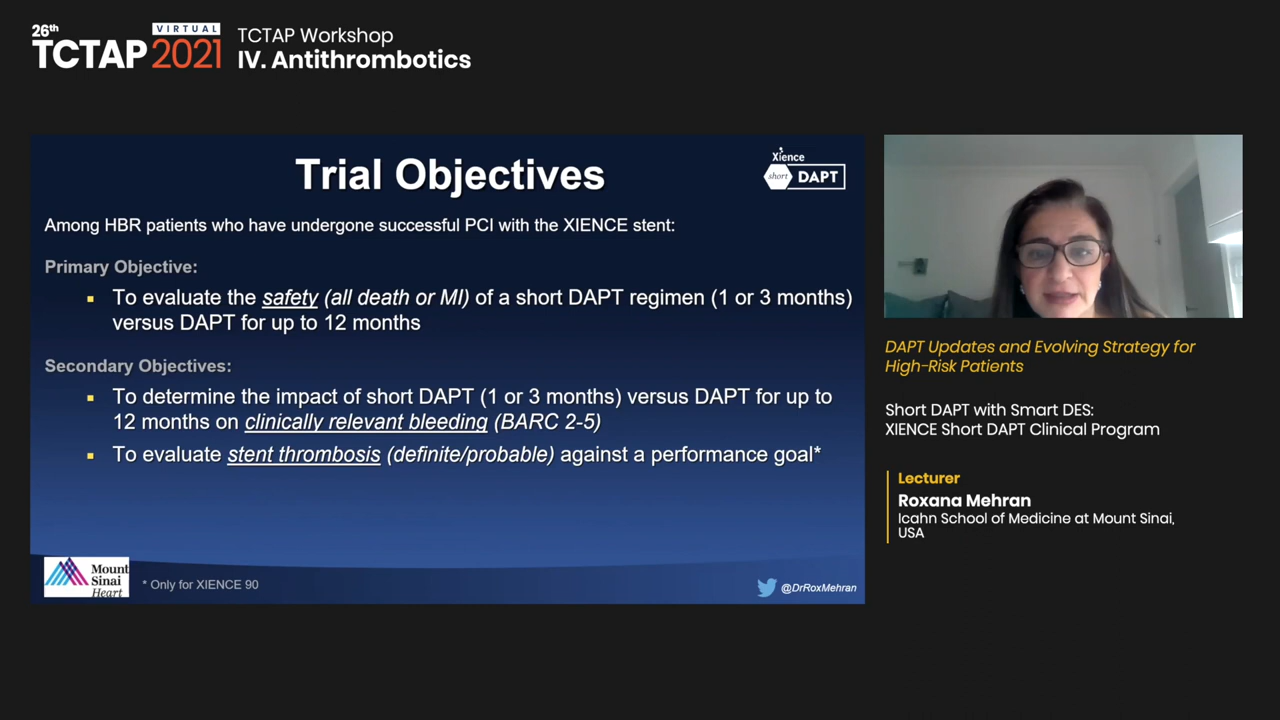 26th
VIRTUAL
TCTAP 2021
TCTAP Workshop
IV. Antithrombotics
Trial Objectives
Xience
short DAPT
Among HBR patients who have undergone successful PCI with the XIENCE stent:
Primary Objective:
▪ To evaluate the safety (all death or MI) of a short DAPT regimen (1 or 3 months)
versus DAPT for up to 12 months
Secondary Objectives:
▪ To determine the impact of short DAPT (1 or 3 months) versus DAPT for up to
12 months on clinically relevant bleeding (BARC 2-5)
▪ To evaluate stent thrombosis (definite/probable) against a performance goal*
Mount
Sinai
Heart
* Only for XIENCE 90
@DrRoxMehran
DAPT Updates and Evolving Strategy for
High-Risk Patients
Short DAPT with Smart DES:
XIENCE Short DAPT Clinical Program
Lecturer
Roxana Mehran
Icahn School of Medicine at Mount Sinai,
USA